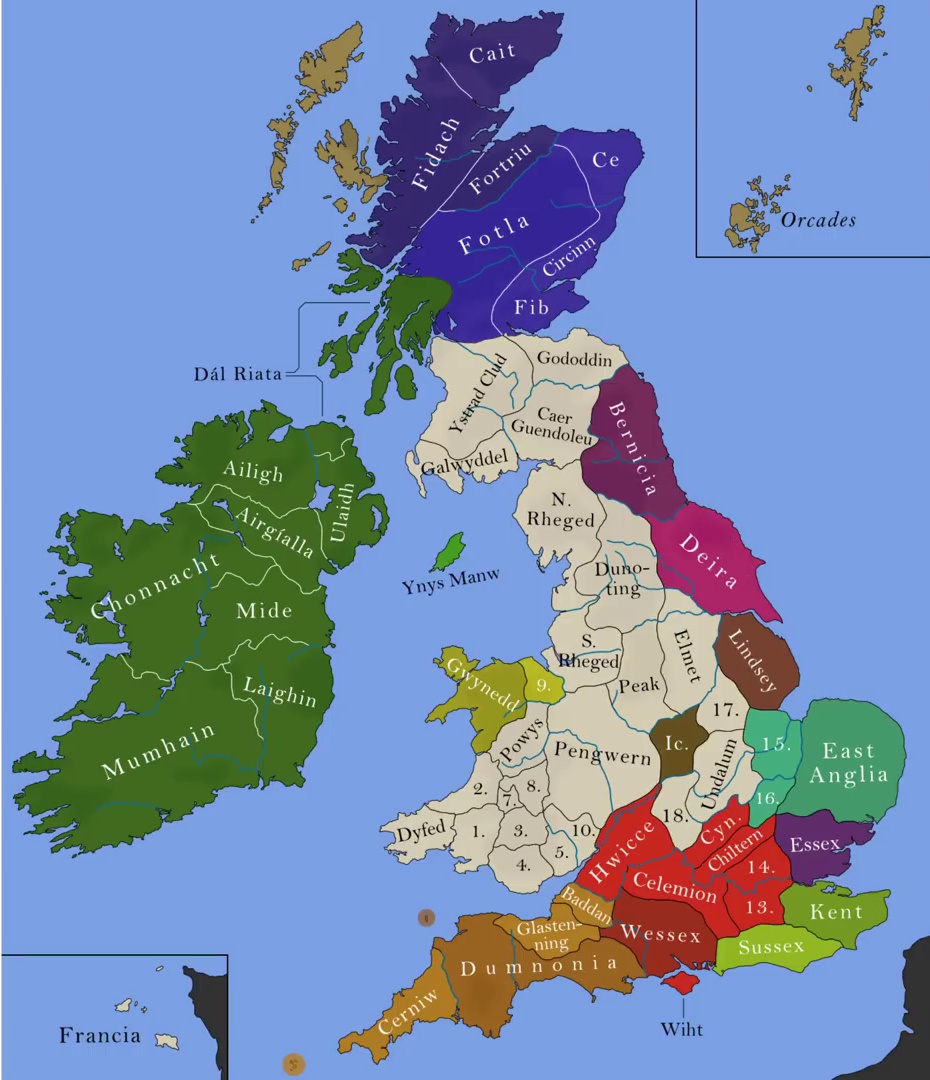 Cait
Fidach
Fortriu
Ce
Fotla
Circinn
Fib
Orcades
Dál Riata
Gododdin
Ystrad Clud
Caer
Guendoleu
Galwyddel
Bernicia
Ailigh
Airgíalla
Ulaidh
Chonnacht
Mide
Laighin
Mumhain
Ynys Manw
N.
Rheged
Deira
Duno-
ting
S.
Rheged
Elmet
Lindsey
Peak
Gwynedd
9.
17.
Powys
Pengwern
Ic.
15.
East
Anglia
Undalum
2.
8.
7.
16.
Dyfed
1.
3.
10.
18.
Cyn.
Essex
4.
5.
Hwicce
Chiltern
14.
Celemion
13.
Kent
Baddan
Glasten-
ning
Wessex
Sussex
Dumnonia
Cerniw
Wiht
Francia